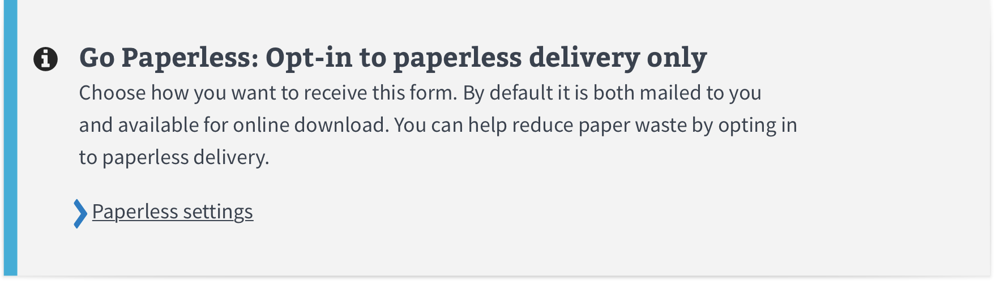 Go Paperless: Opt-in to paperless delivery only
Choose how you want to receive this form. By default it is both mailed to you
and available for online download. You can help reduce paper waste by opting in
to paperless delivery.
Paperless settings